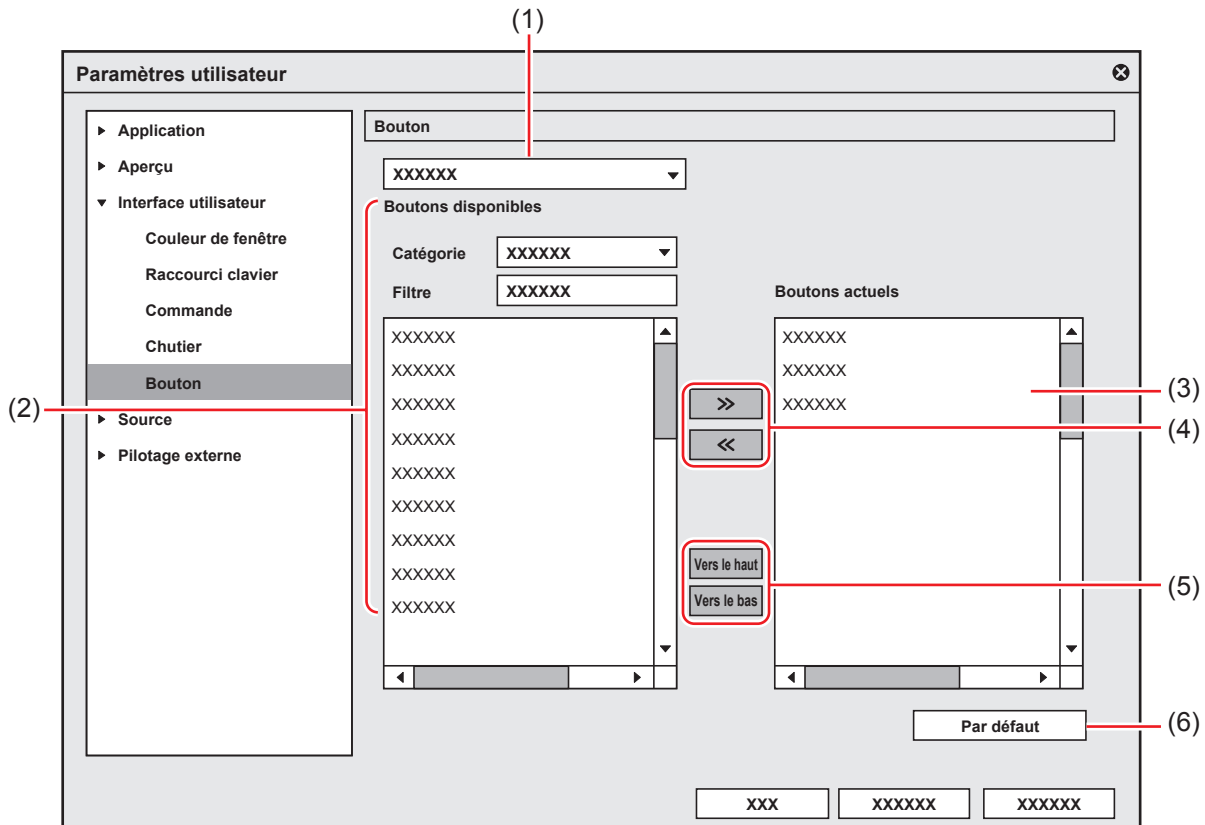 (1)
Paramètres utilisateur
Application
Aperçu
Interface utilisateur
Couleur de fenêtre
Raccourci clavier
Commande
Chutier
Bouton
Source
Pilotage externe
(2)
Bouton
XXXXXX
Boutons disponibles
Catégorie XXXXXX
Filtre XXXXXX
XXXXXX
XXXXXX
XXXXXX
XXXXXX
XXXXXX
XXXXXX
XXXXXX
XXXXXX
XXXXXX
Vers le haut
Vers le bas
Boutons actuels
XXXXXX
XXXXXX
XXXXXX
(3)
(4)
(5)
Par défaut
(6)
XXX XXXXXX XXXXXX